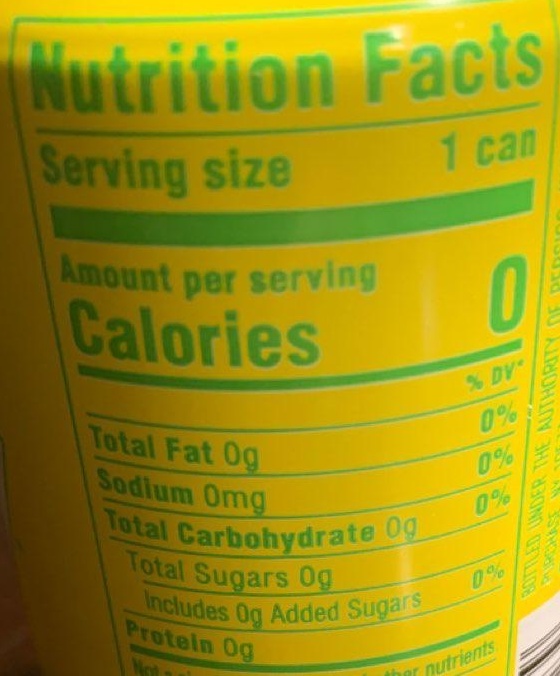 Nutrition Facts
Serving size 1 can
Amount per serving
Calories 0
% DV*
Total Fat 0g 0%
Sodium 0mg 0%
Total Carbohydrate 0g 0%
Total Sugars 0g
Includes 0g Added Sugars 0%
Protein 0g
other nutrients
BOTTLED UNDER THE AUTHORITY OF